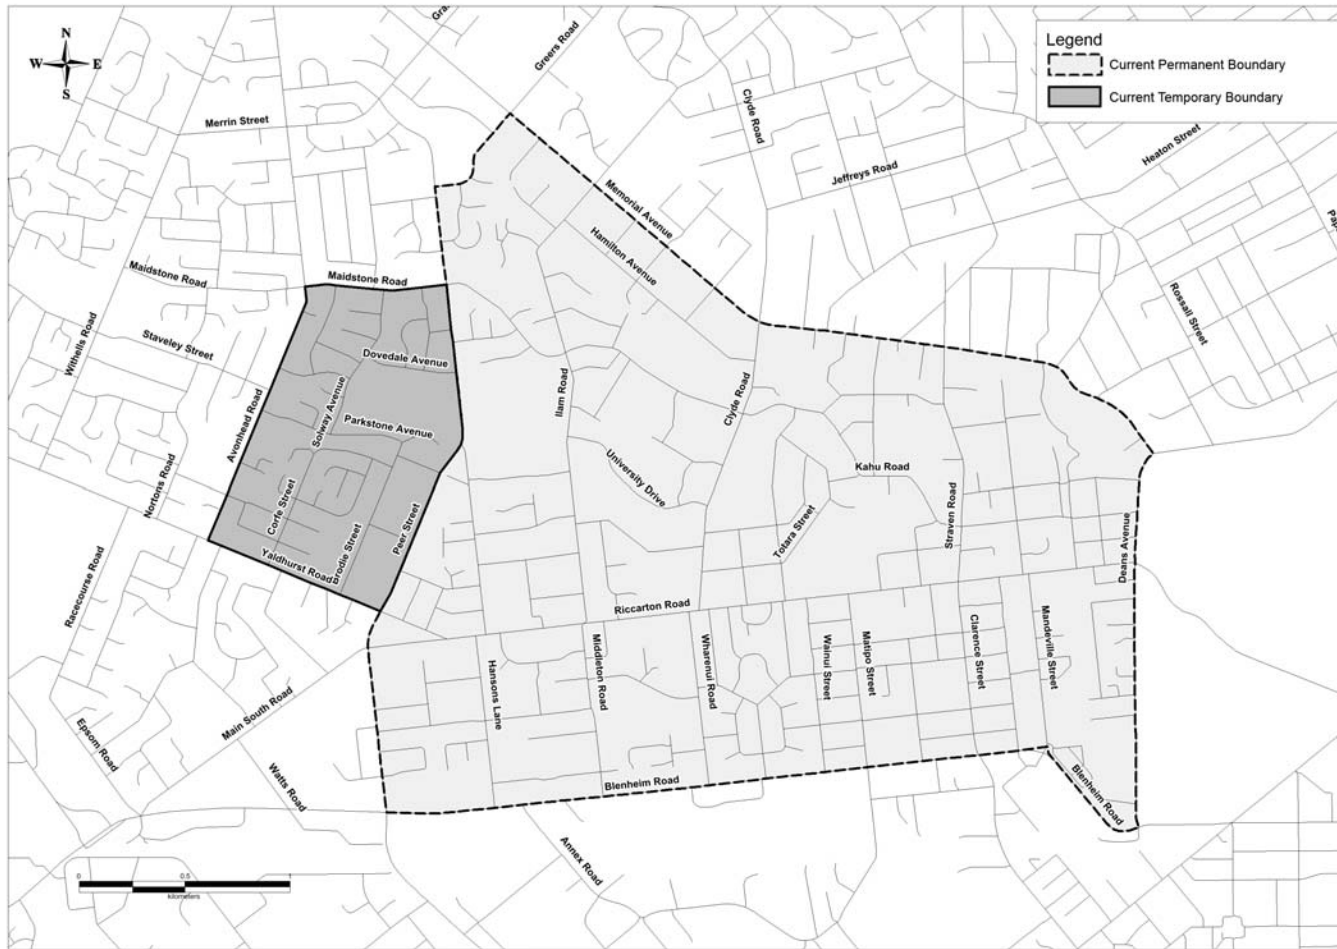 N
W E
S
Legend
Current Permanent Boundary
Current Temporary Boundary
Greers Road
Clyde Road
Merrin Street
Heaton Street
Jeffreys Road
Memorial Avenue
Hamilton Avenue
Maidstone Road
Maidstone Road
Rossall Street
Withells Road
Staveley Street
Dovedale Avenue
Ilam Road
Clyde Road
Avonhead Road
Solway Avenue
Parkstone Avenue
Nortons Road
University Drive
Kahu Road
Corfe Street
Straven Road
Totara Street
Peer Street
Deans Avenue
Yaldhurst Road
Brodie Street
Racecourse Road
Riccarton Road
Hansons Lane
Middleton Road
Wharenui Road
Wainui Street
Matipo Street
Clarence Street
Mandeville Street
Main South Road
Epsom Road
Watts Road
Blenheim Road
Blenheim Road
Annex Road
0 0.5 1
kilometers